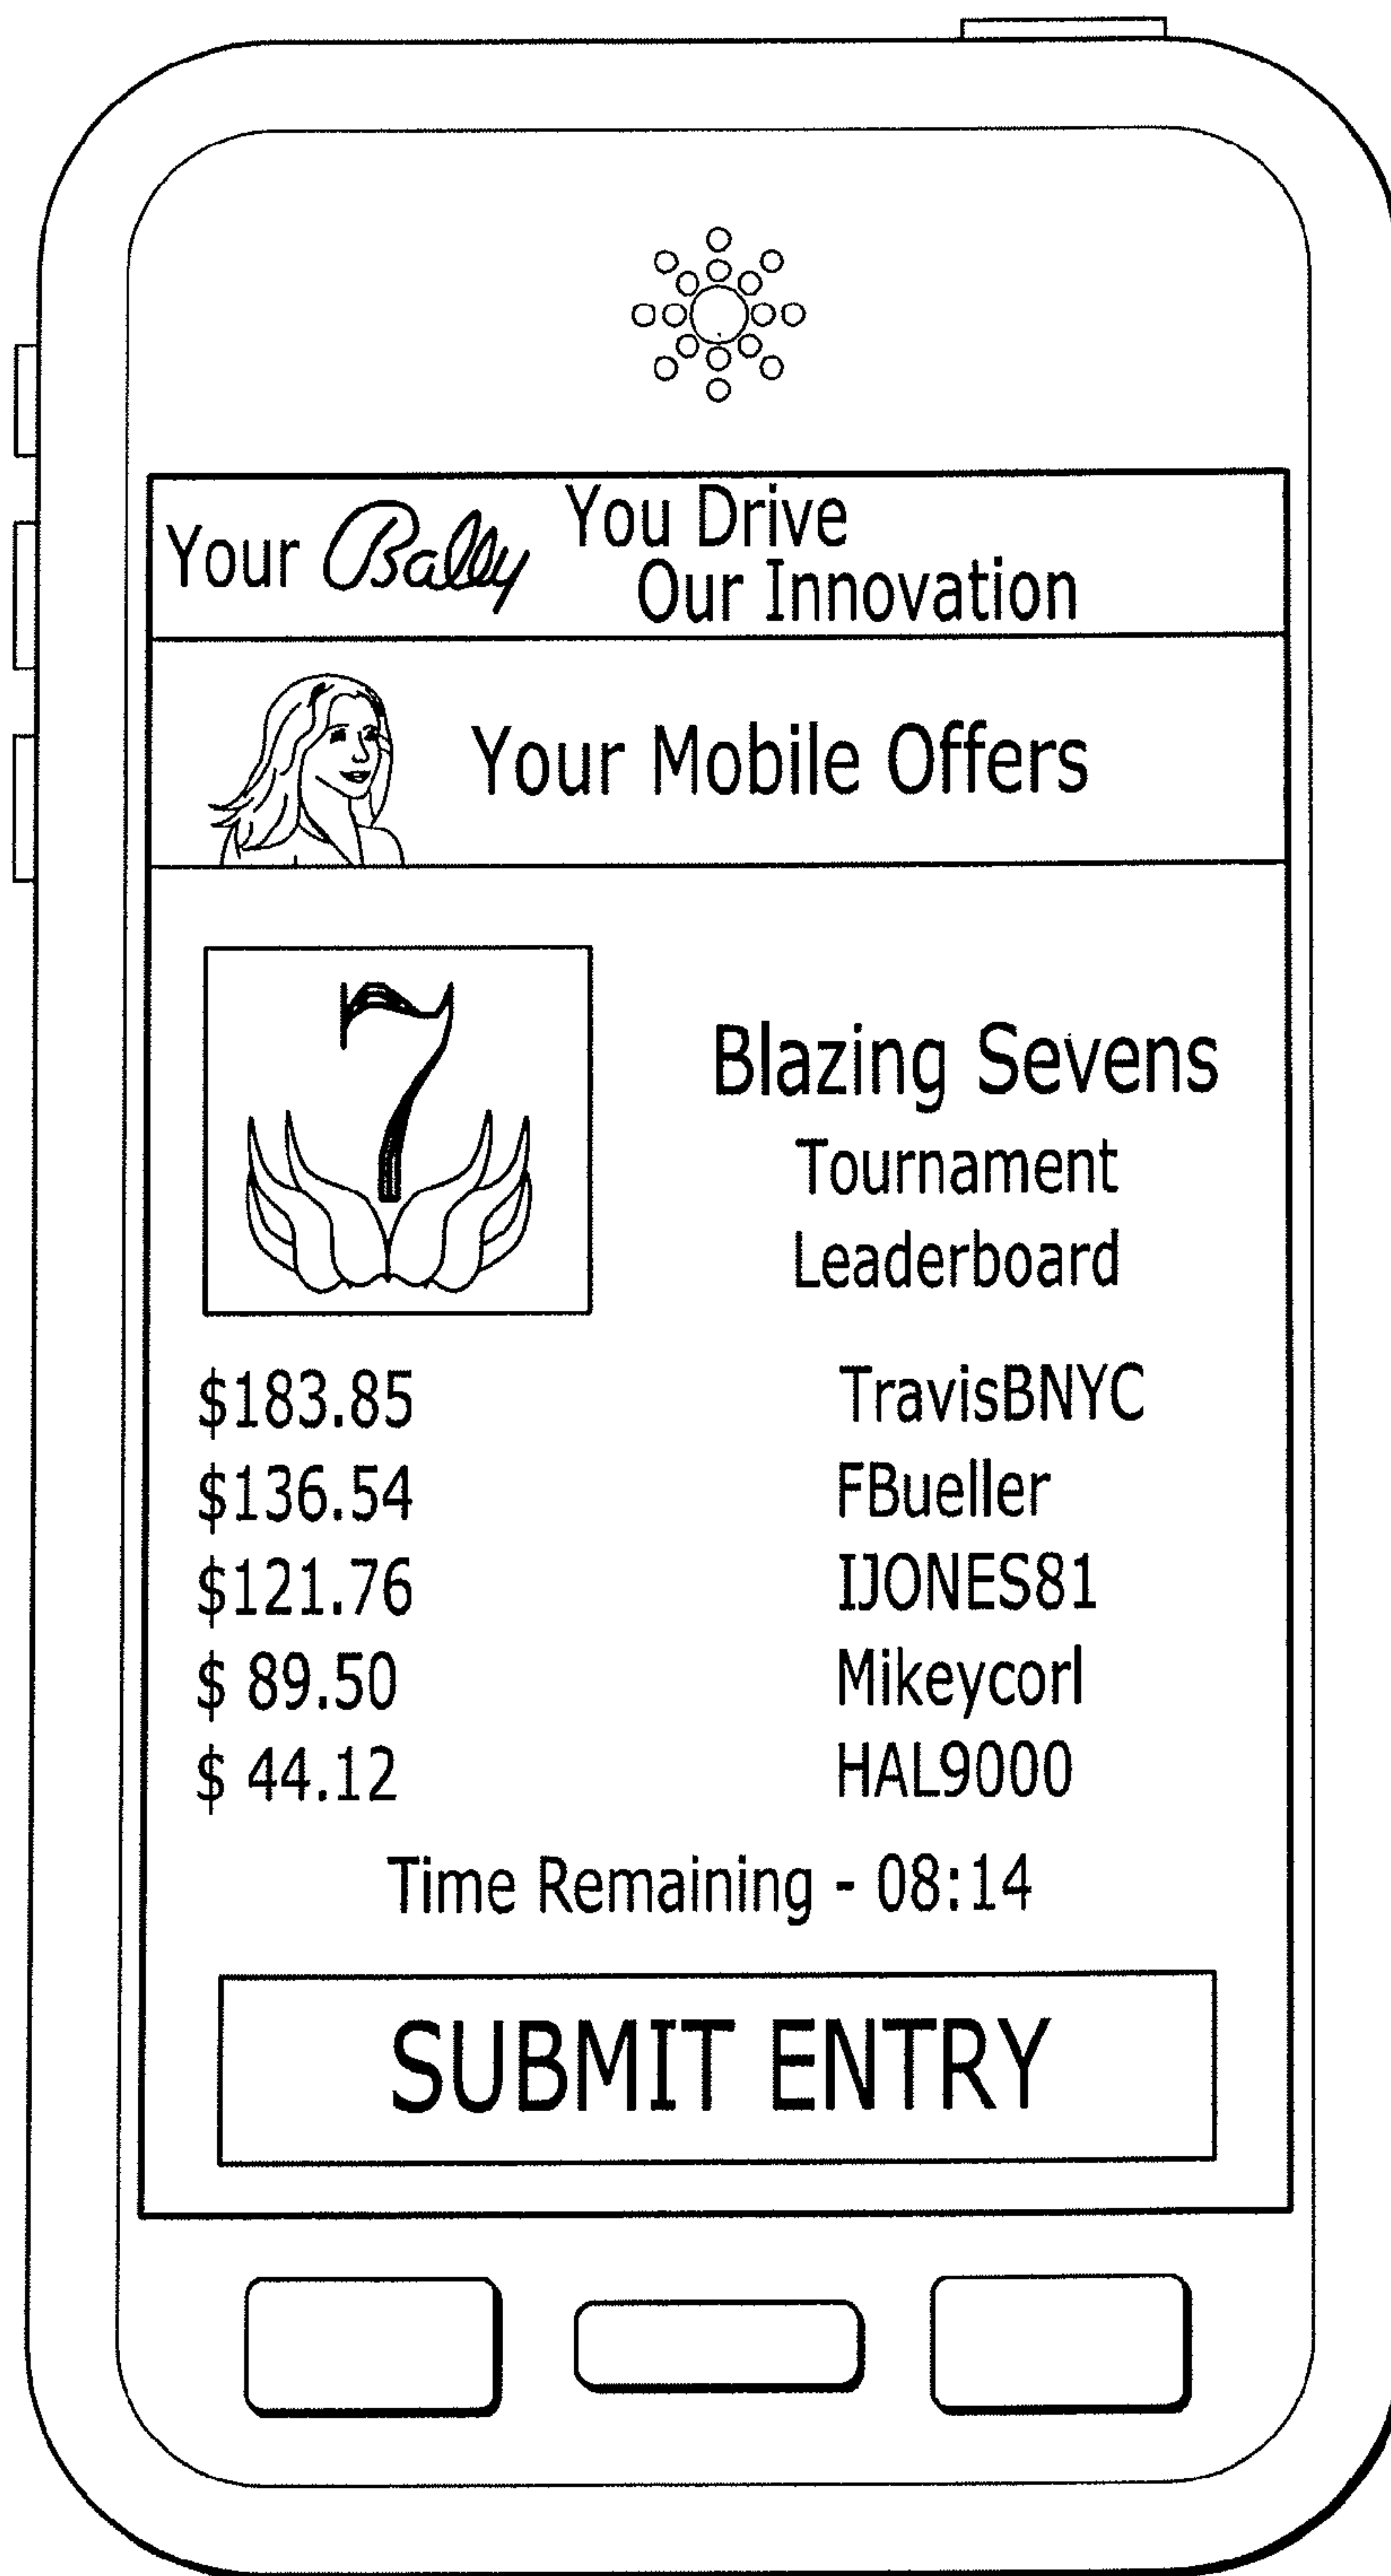 Your Bally You Drive
Our Innovation
Your Mobile Offers
7
Blazing Sevens
Tournament
Leaderboard
$183.85 TravisBNYC
$136.54 FBueller
$121.76 IJONES81
$ 89.50 Mikeycorl
$ 44.12 HAL9000
Time Remaining - 08:14
SUBMIT ENTRY